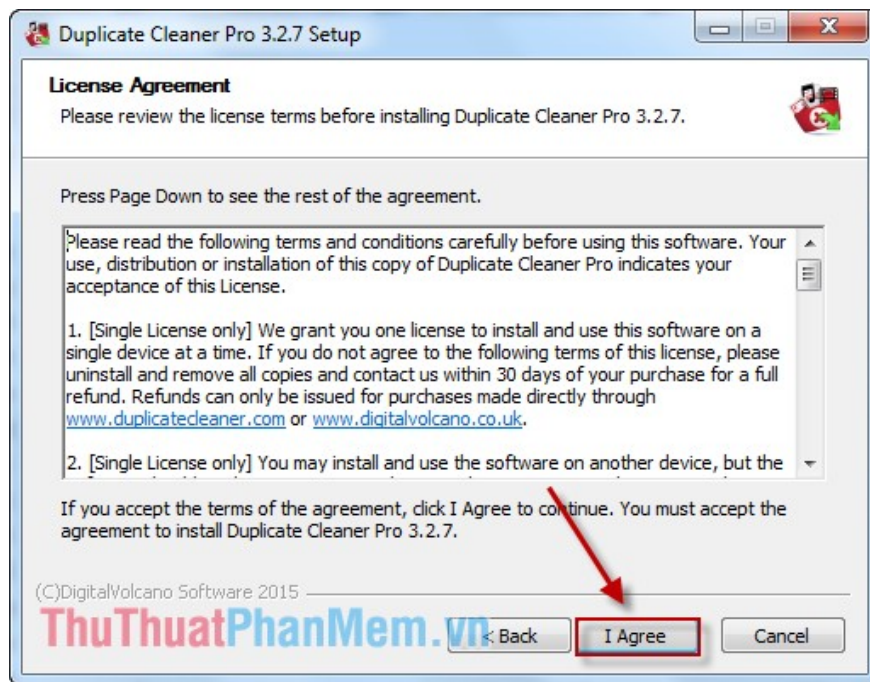 Duplicate Cleaner Pro 3.2.7 Setup
License Agreement
Please review the license terms before installing Duplicate Cleaner Pro 3.2.7.
Press Page Down to see the rest of the agreement.
Please read the following terms and conditions carefully before using this software. Your
use, distribution or installation of this copy of Duplicate Cleaner Pro indicates your
acceptance of this License.
1. [Single License only] We grant you one license to install and use this software on a
single device at a time. If you do not agree to the following terms of this license, please
uninstall and remove all copies and contact us within 30 days of your purchase for a full
refund. Refunds can only be issued for purchases made directly through
www.duplicatecleaner.com or www.digitalvolcano.co.uk.
2. [Single License only] You may install and use the software on another device, but the
If you accept the terms of the agreement, click I Agree to continue. You must accept the
agreement to install Duplicate Cleaner Pro 3.2.7.
(C)DigitalVolcano Software 2015
ThuThuatPhanMem.vn
< Back I Agree Cancel